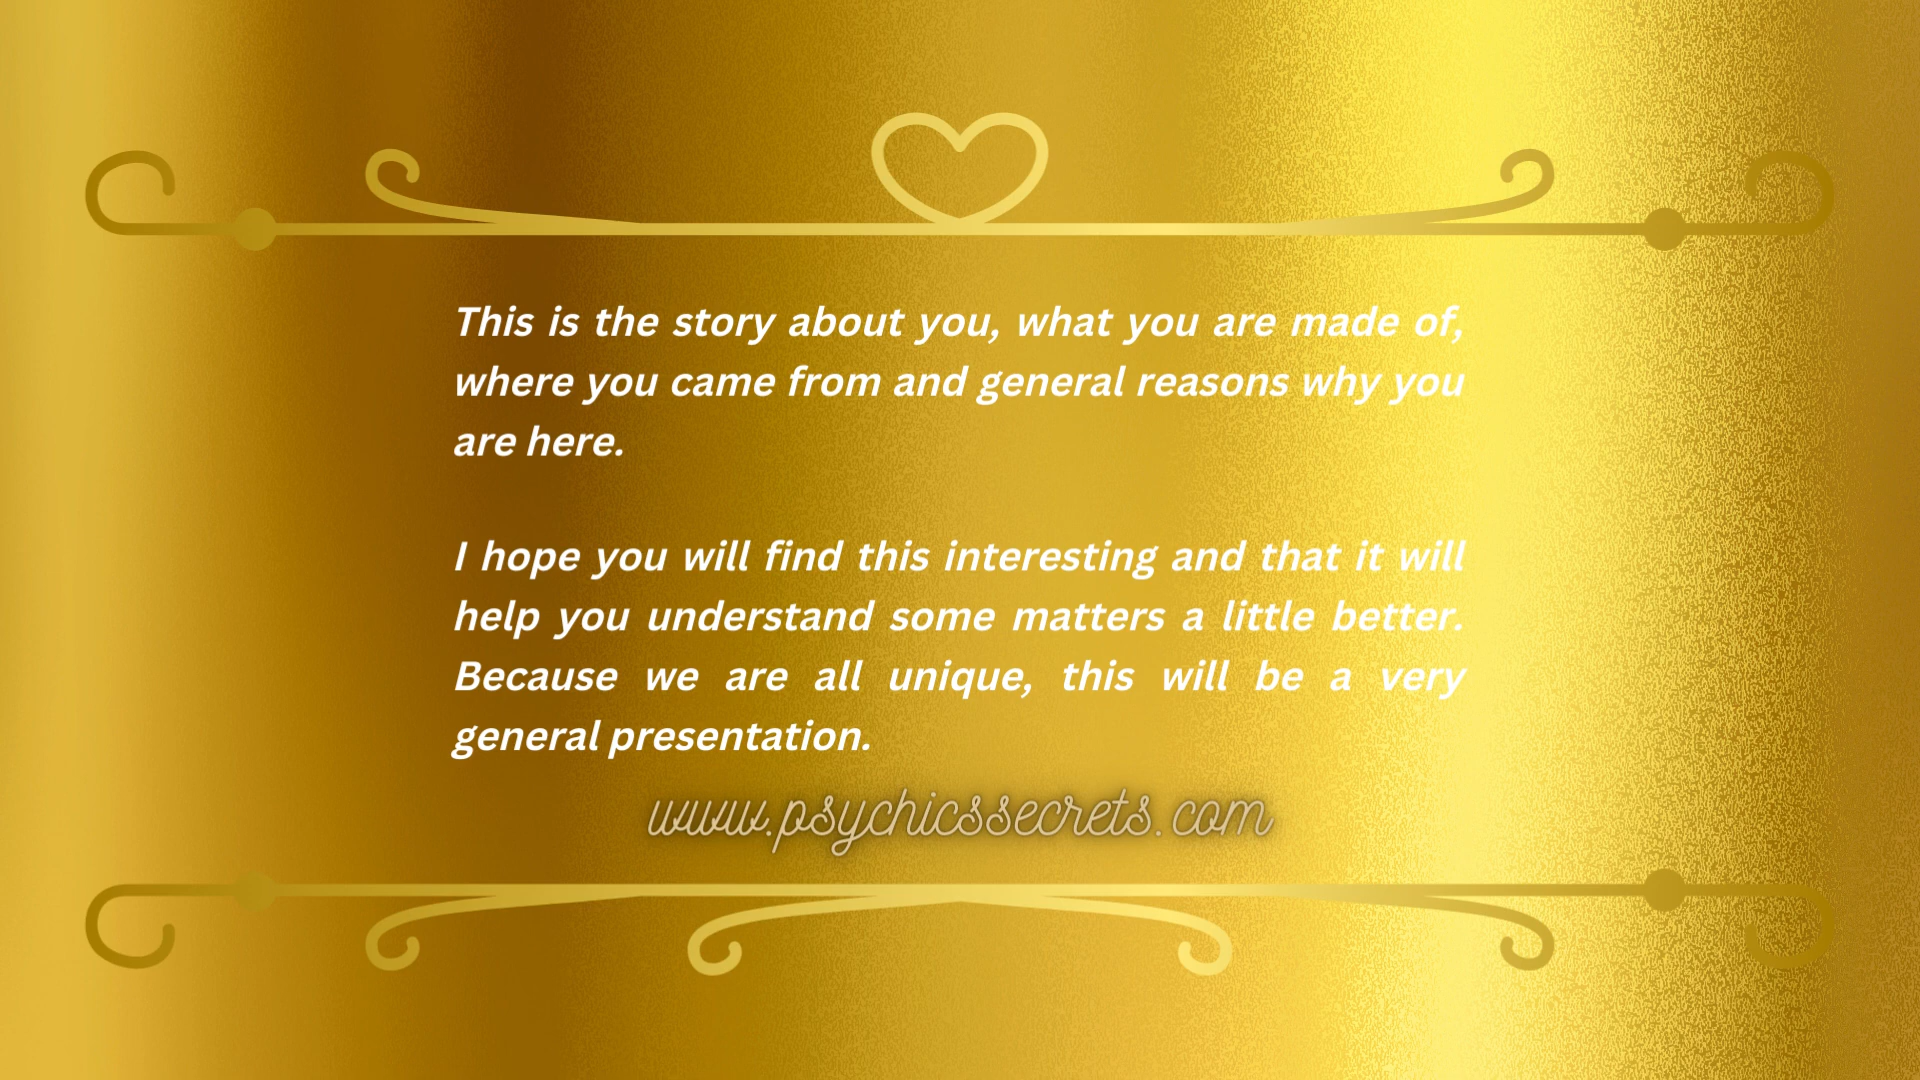 This is the story about you, what you are made of,
where you came from and general reasons why you
are here.
I hope you will find this interesting and that it will
help you understand some matters a little better.
Because we are all unique, this will be a very
general presentation.
www.psychicssecrets.com